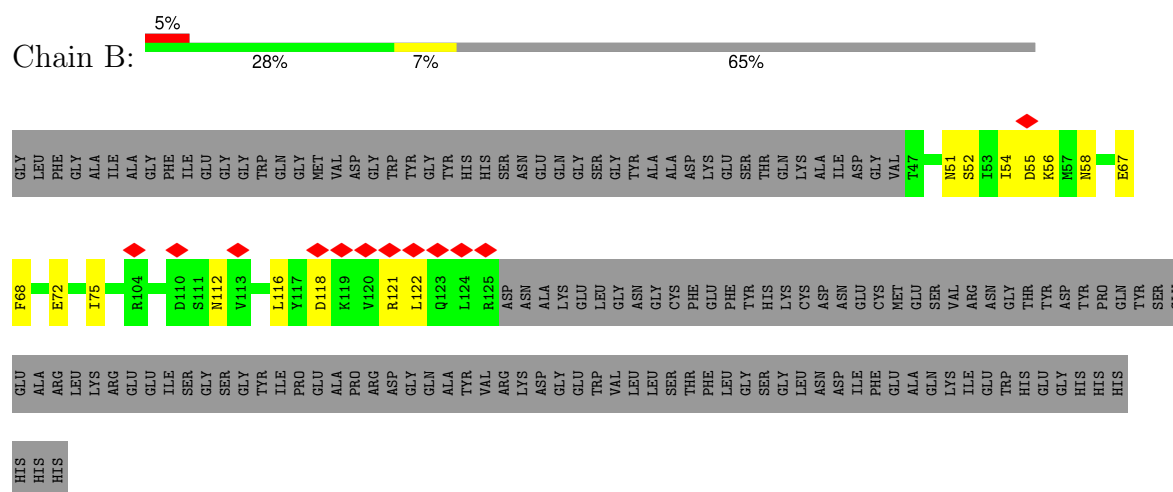 5%
Chain B:
28% 7% 65%
GLY LEU PHE GLY ALA ILE ALA GLY PHE ILE GLU GLY GLY TRP GLN GLY MET VAL ASP GLY TRP TYR GLY TYR HIS HIS SER ASN GLU GLN GLY SER GLY TYR ALA ALA ASP LYS GLU SER THR GLN LYS ALA ILE ASP GLY VAL T47 N51 S52 I53 I54 D55 K56 M57 N58 E67
F68 E72 I75 R104 D110 S111 N112 V113 L116 Y117 D118 K119 V120 R121 L122 Q123 L124 R125 ASP ASN ALA LYS GLU LEU GLY ASN GLY CYS PHE GLU PHE TYR HIS LYS CYS ASP ASN GLU CYS MET GLU SER VAL ARG ASN GLY THR TYR ASP TYR PRO GLN TYR SER
GLU ALA ARG LEU LYS ARG GLU GLU ILE SER GLY SER GLY TYR ILE PRO GLU ALA PRO ARG ASP GLY GLN ALA TYR VAL ARG LYS ASP GLY GLU TRP VAL LEU LEU SER THR PHE LEU GLY SER GLY LEU ASN ASP ILE PHE GLU ALA GLN LYS ILE GLU TRP HIS GLU GLY HIS HIS HIS
HIS HIS HIS